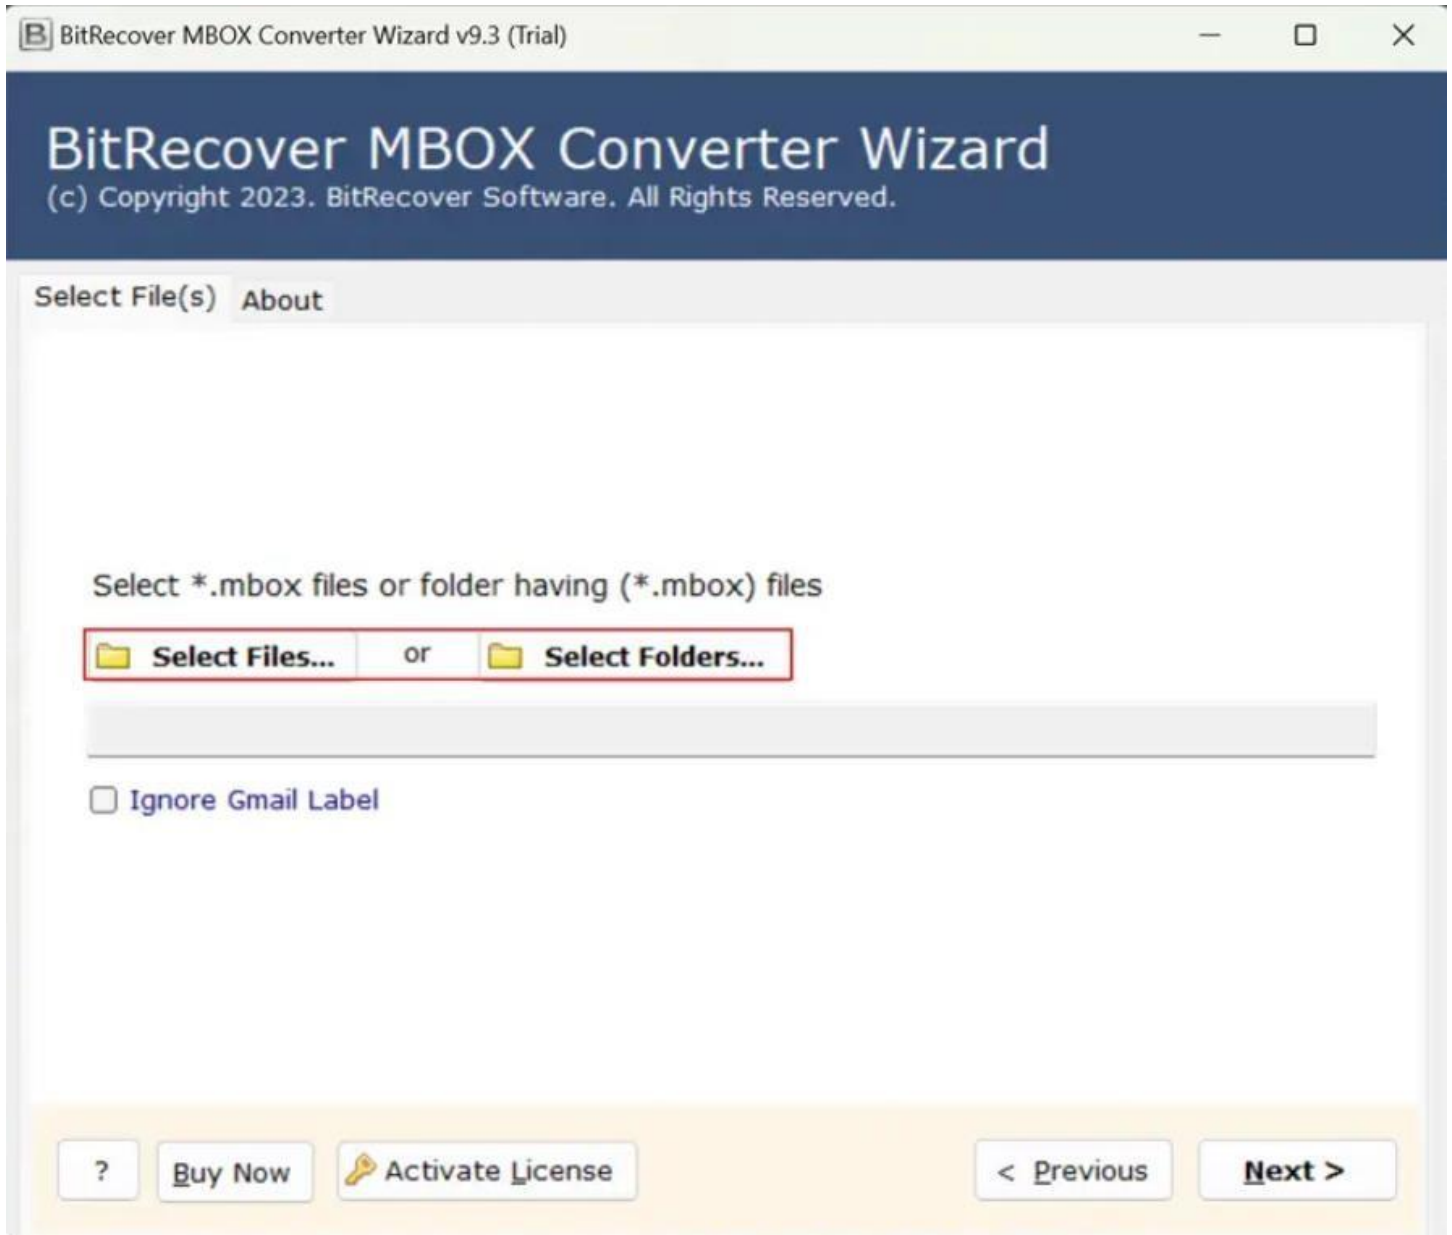 BitRecover MBOX Converter Wizard v9.3 (Trial)
BitRecover MBOX Converter Wizard
(c) Copyright 2023. BitRecover Software. All Rights Reserved.
Select File(s) About
Select *.mbox files or folder having (*.mbox) files
Select Files... or Select Folders...
Ignore Gmail Label
? Buy Now Activate License < Previous Next >